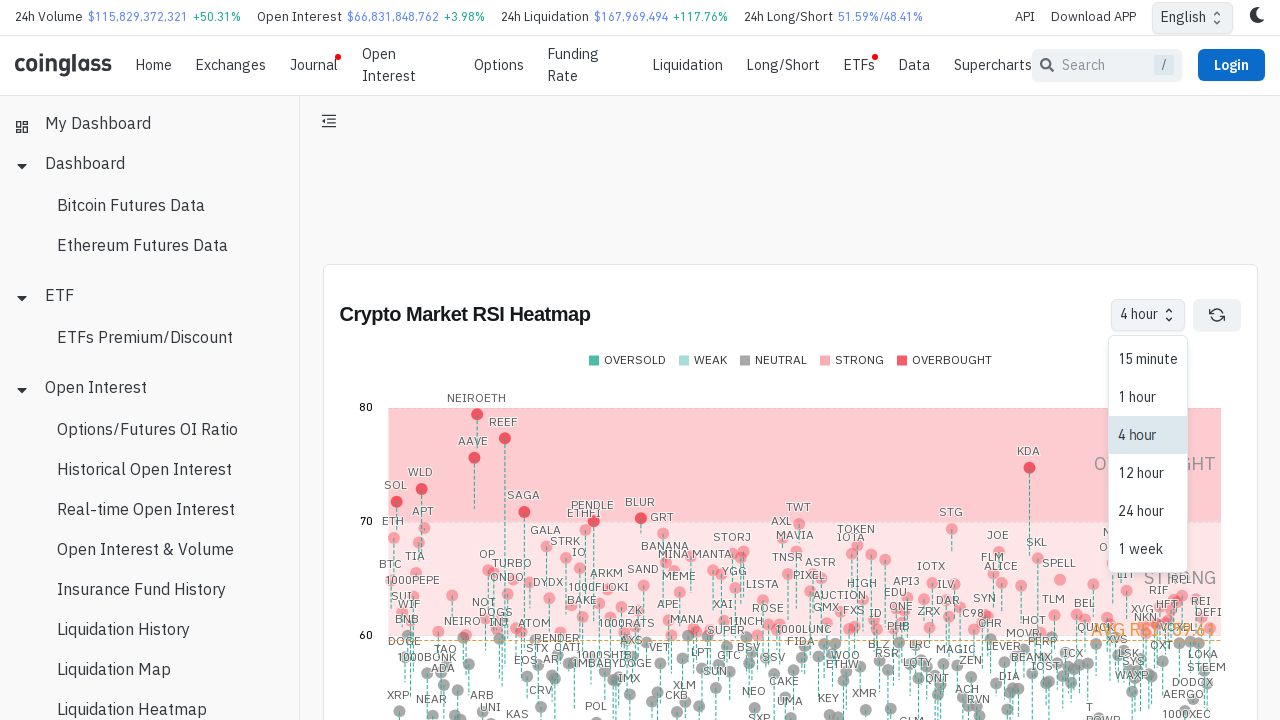 24h Volume $115,829,372,321 +50.31% Open Interest $66,831,848,762 +3.98% 24h Liquidation $167,969,494 +117.76% 24h Long/Short 51.59%/48.41% API Download APP English
coinglass Home Exchanges Journal Open Interest Options Funding Rate Liquidation Long/Short ETFs Data Supercharts Search / Login
My Dashboard
Dashboard
Bitcoin Futures Data
Ethereum Futures Data
ETF
ETFs Premium/Discount
Open Interest
Options/Futures OI Ratio
Historical Open Interest
Real-time Open Interest
Open Interest & Volume
Insurance Fund History
Liquidation History
Liquidation Map
Liquidation Heatmap
Crypto Market RSI Heatmap
4 hour
15 minute
1 hour
4 hour
12 hour
24 hour
1 week
OVERSOLD WEAK NEUTRAL STRONG OVERBOUGHT
80
NEIROETH
REEF
AAVE
KDA
WLD
SOL
SAGA
BLUR
PENDLE
TWT
APT
STG
70
ETH
GRT
AXL
GALA
TOKEN
IOTA
MAVIA
STORJ
JOE
STRK
SKL
BANANA
TIA
OP
IO
MINA
MANTA
TNSR
FLM
BTC
TURBO
ASTR
SPELL
ALICE
IOTX
ARKM
SAND
YGG
ONDO
MEME
PIXEL
STRONG
1000PEPE
DYDX
LISTA
HIGH
API3
ILV
SUI
WIF
NOT
APE
XAI
ROSE
AUCTION
GMX
EDU
ONE
DAR
SYN
TLM
BEL
RIF
HFT
REI
BNB
NEIRO
DOGS
INJ
ATOM
ZK
1000RATS
MANA
1INCH
FXS
ID
ZRX
C98
CHR
HOT
XVG
DEFI
60
DOGE
RENDER
AXS
SUPER
1000LUNC
PHB
MOVR
1000BONK
TAO
STX
QATI
VET
LPT
BSV
FIDA
BLZ
LRC
MAGIC
LEVER
PERP
ICX
XVS
OXT
LOKA
ADA
EOS
AR
1000SHIB
1MBABYDOGE
GTC
SSV
WOO
RSR
ZEN
BEAMX
SYS
STEEM
IMX
SUN
ETHW
LQTY
IOST
WAXP
XRP
NEAR
ARB
CRV
XLM
CKB
NEO
CAKE
KEY
XMR
QNT
ACH
DIA
DODOX
UNI
KAS
POL
UMA
RVN
T
AERGO
1000XEC